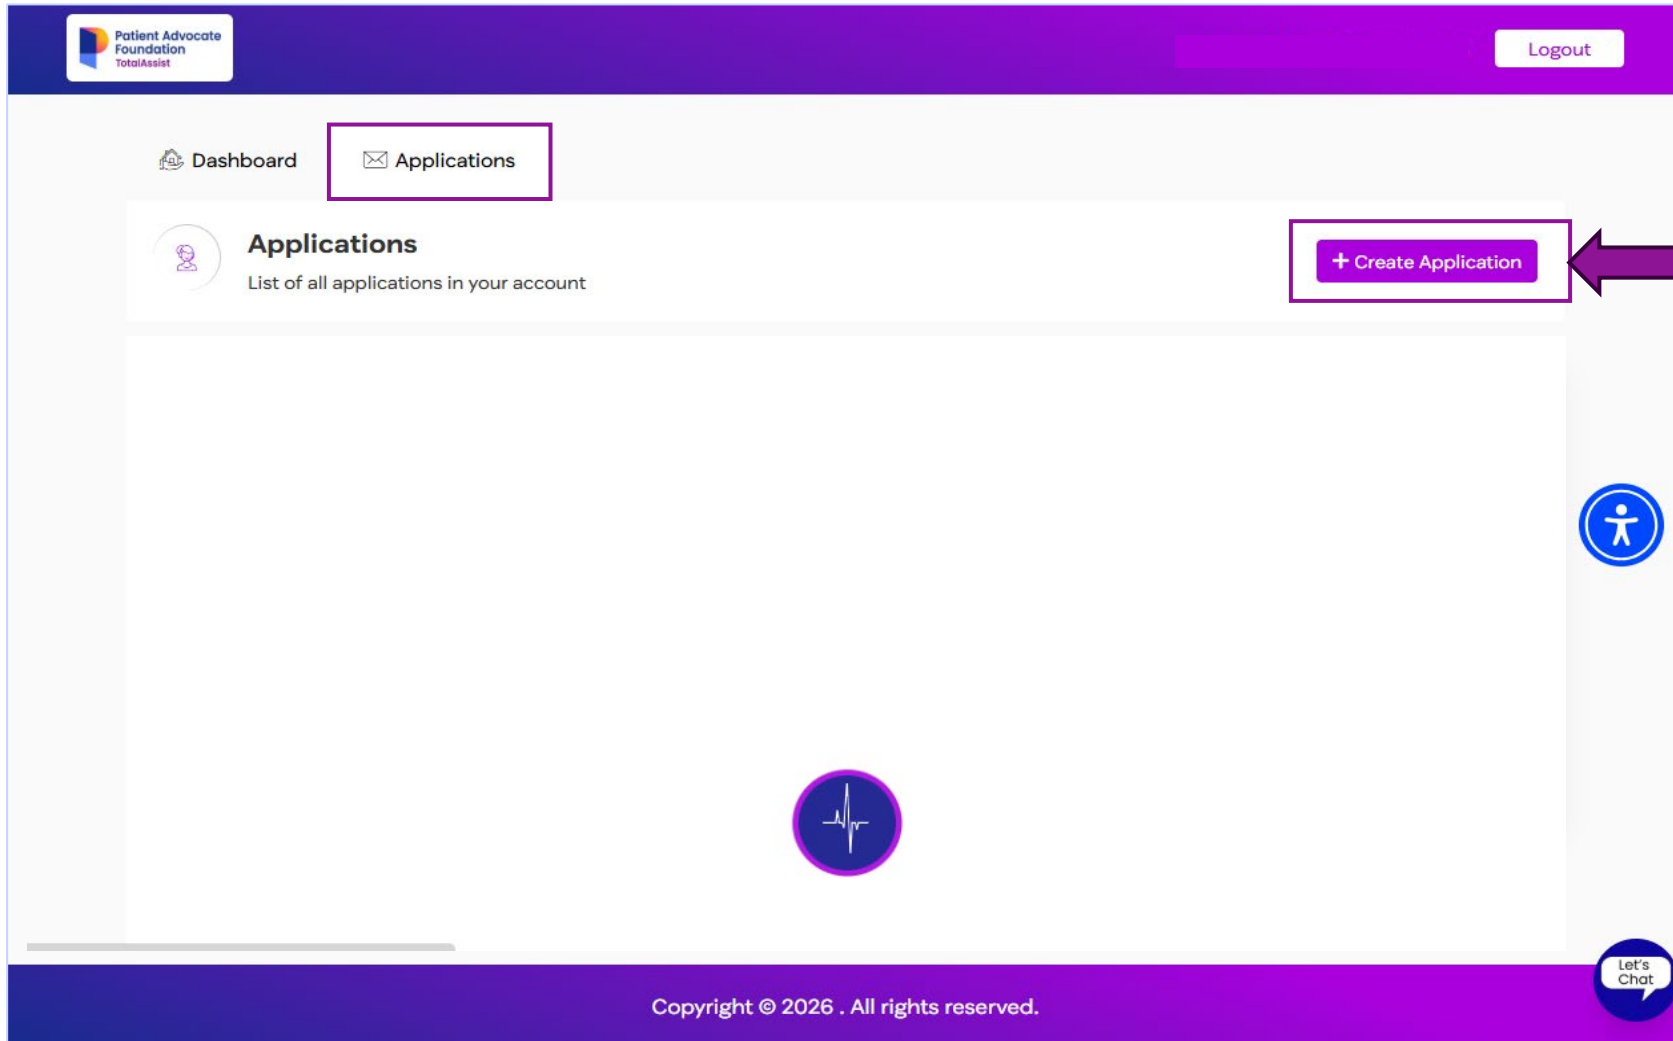 Patient Advocate
Foundation
TotalAssist
Logout
Dashboard
Applications
Applications
List of all applications in your account
+ Create Application
Let's
Chat
Copyright © 2026 . All rights reserved.